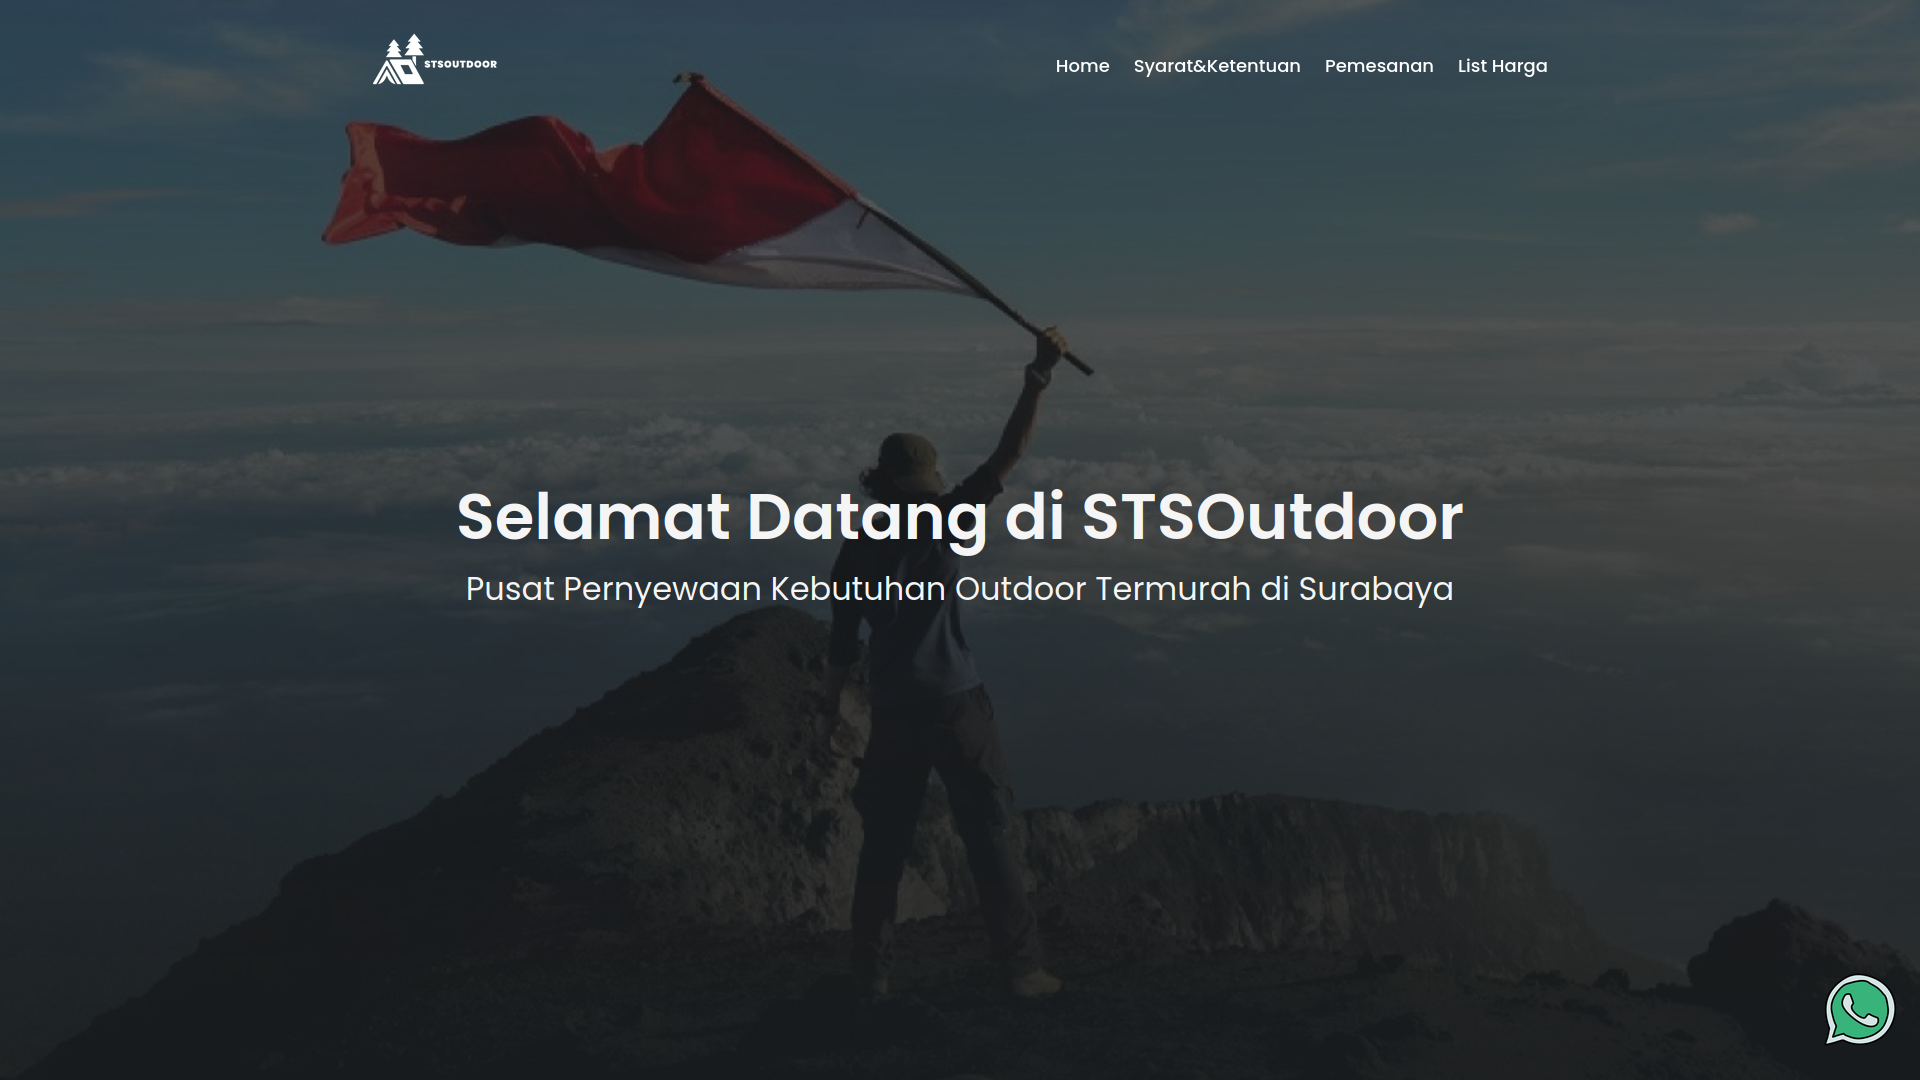 STSOUTDOOR
Home Syarat&Ketentuan Pemesanan List Harga
Selamat Datang di STSOutdoor
Pusat Pernyewaan Kebutuhan Outdoor Termurah di Surabaya